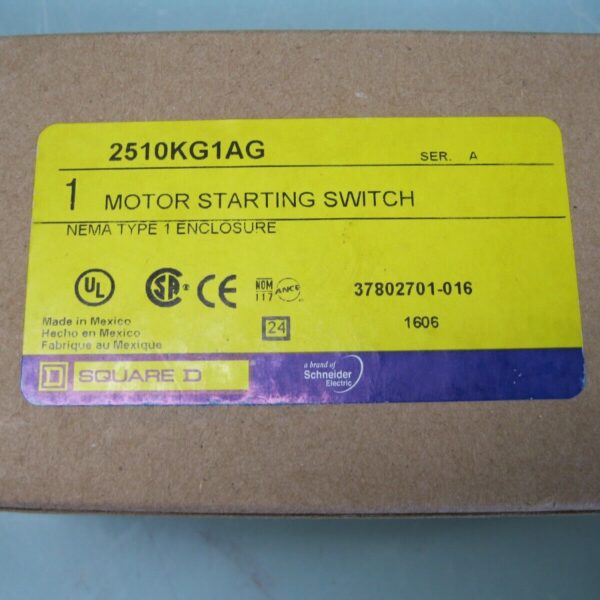 2510KG1AG SER. A
1 MOTOR STARTING SWITCH
NEMA TYPE 1 ENCLOSURE
UL SA® CE NOM 117 ANCE 37802701-016
Made in Mexico
Hecho en Mexico
Fabrique au Mexique
24 1606
D SQUARE D
a brand of
Schneider
Electric